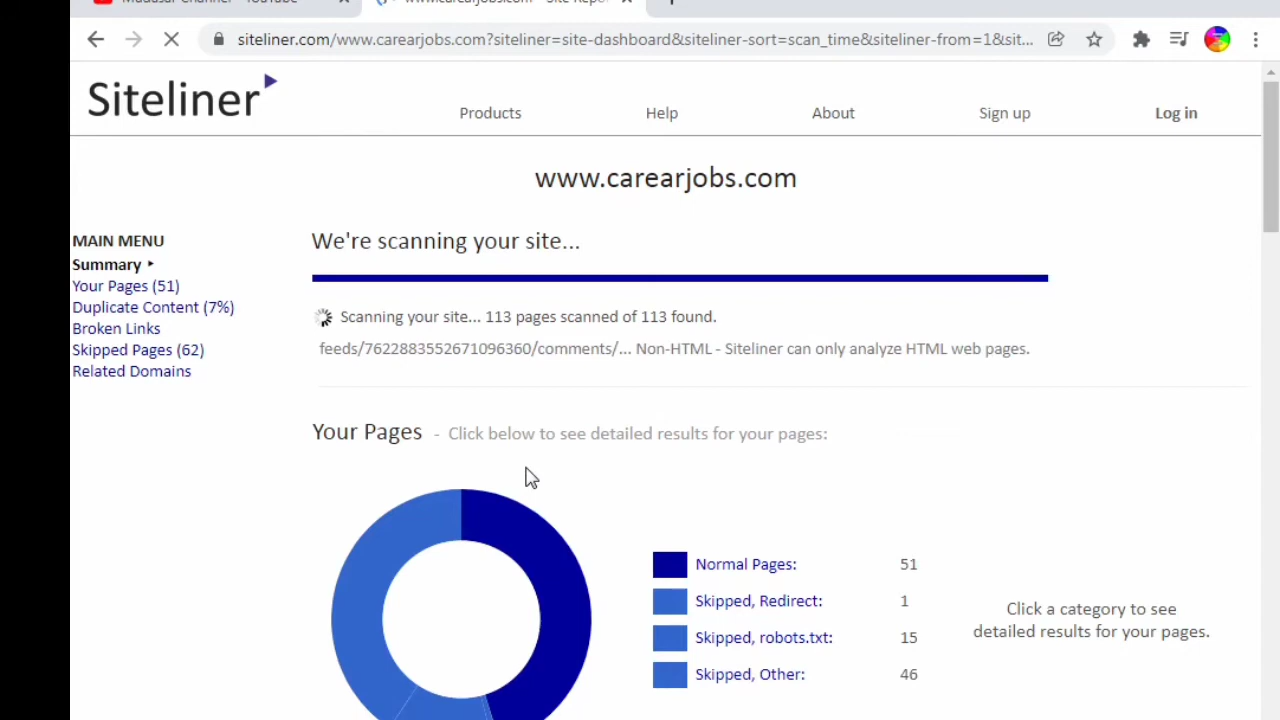 siteliner.com/www.carearjobs.com?siteliner=site-dashboard&siteliner-sort=scan_time&siteliner-from=1&sit...
Siteliner
Products Help About Sign up Log in
www.carearjobs.com
MAIN MENU
Summary
Your Pages (51)
Duplicate Content (7%)
Broken Links
Skipped Pages (62)
Related Domains
We're scanning your site...
Scanning your site... 113 pages scanned of 113 found.
feeds/7622883552671096360/comments/... Non-HTML - Siteliner can only analyze HTML web pages.
Your Pages - Click below to see detailed results for your pages:
Normal Pages: 51
Skipped, Redirect: 1
Skipped, robots.txt: 15
Skipped, Other: 46
Click a category to see
detailed results for your pages.